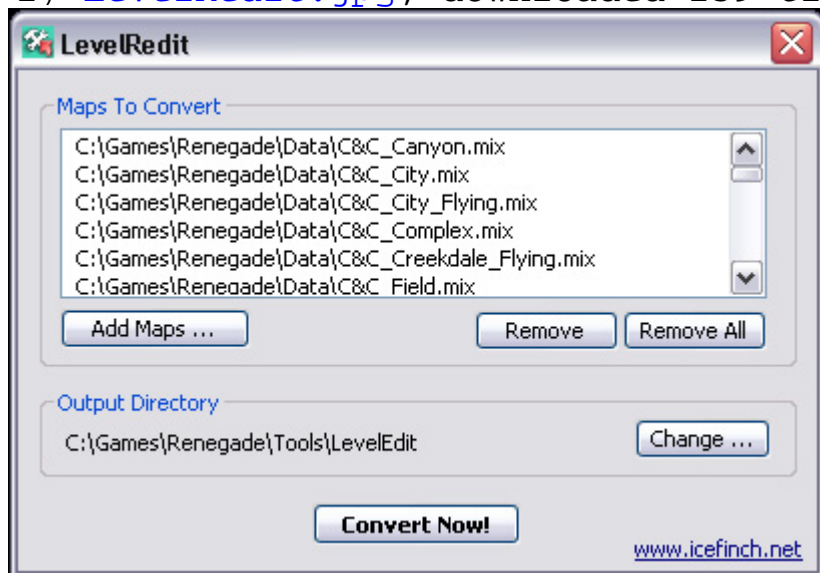 LevelRedit
Maps To Convert
C:\Games\Renegade\Data\C&C_Canyon.mix
C:\Games\Renegade\Data\C&C_City.mix
C:\Games\Renegade\Data\C&C_City_Flying.mix
C:\Games\Renegade\Data\C&C_Complex.mix
C:\Games\Renegade\Data\C&C_Creekdale_Flying.mix
C:\Games\Renegade\Data\C&C_Field.mix
Add Maps ... Remove Remove All
Output Directory
C:\Games\Renegade\Tools\LevelEdit Change ...
Convert Now!
www.icefinch.net